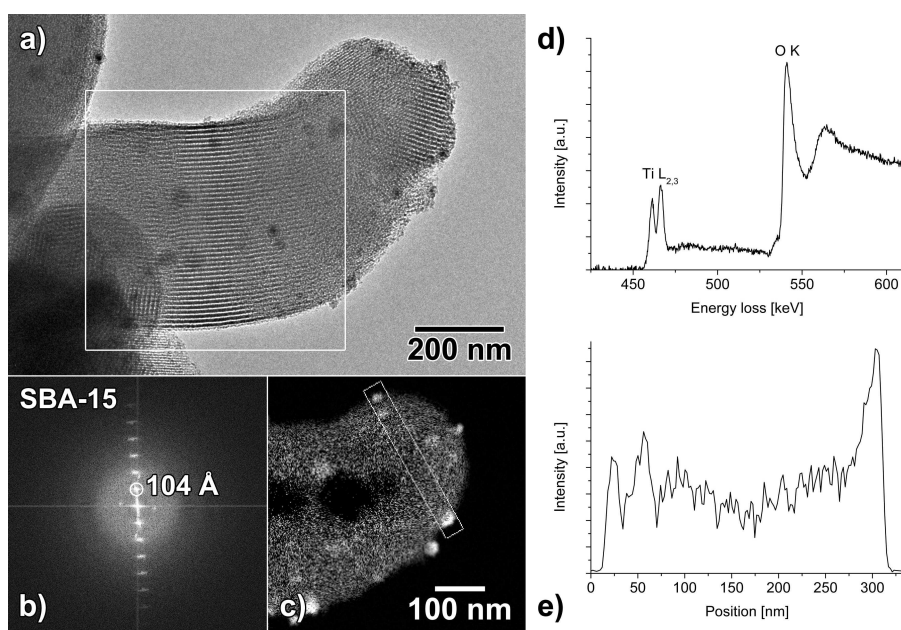 a)
200 nm
SBA-15
104 Å
b)
c)
100 nm
d)
O K
Ti L2,3
Intensity [a.u.]
450 500 550 600
Energy loss [keV]
Intensity [a.u.]
0 50 100 150 200 250 300
Position [nm]
e)